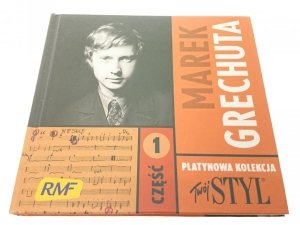 MAREK
GRECHUTA
CZĘŚĆ 1
PLATYNOWA KOLEKCJA
Twój STYL
RMF